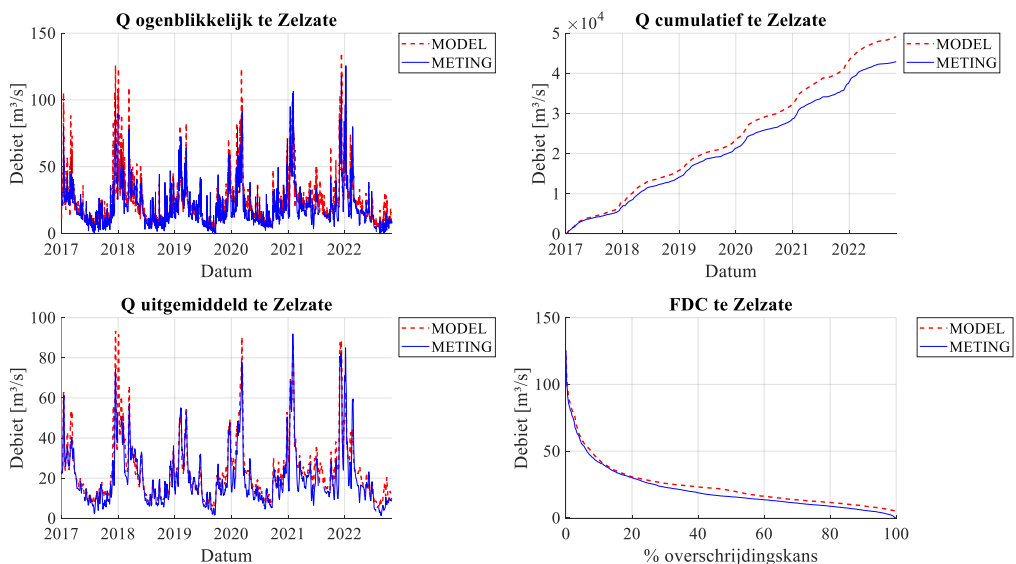 Q ogenblikkelijk te Zelzate
150
100
50
0
Debiet [m³/s]
2017 2018 2019 2020 2021 2022
Datum
MODEL
METING
Q cumulatief te Zelzate
×10⁴
5
4
3
2
1
0
Debiet [m³/s]
2017 2018 2019 2020 2021 2022
Datum
MODEL
METING
Q uitgemiddeld te Zelzate
100
80
60
40
20
0
Debiet [m³/s]
2017 2018 2019 2020 2021 2022
Datum
MODEL
METING
FDC te Zelzate
150
100
50
0
Debiet [m³/s]
0 20 40 60 80 100
% overschrijdingskans
MODEL
METING